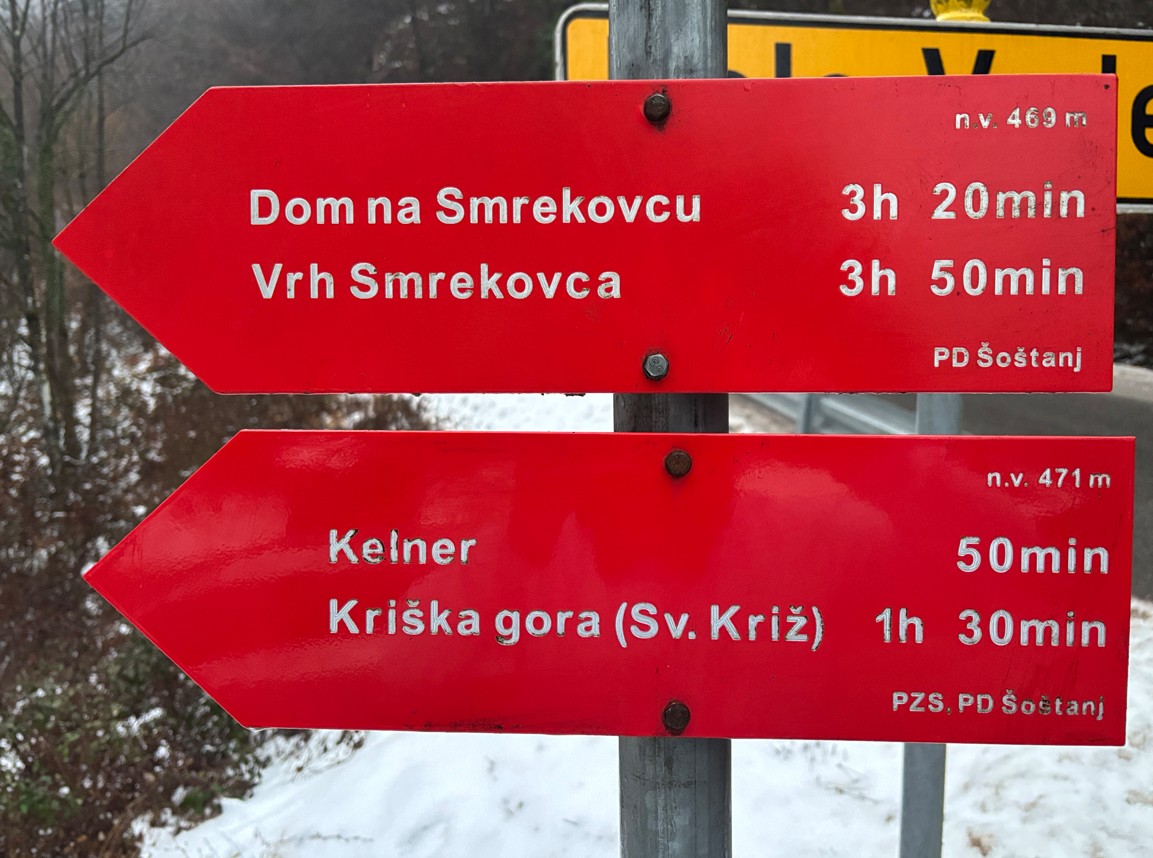 n.v. 469 m
Dom na Smrekovcu 3h 20min
Vrh Smrekovca 3h 50min
PD Šoštanj
n.v. 471 m
Kelner 50min
Kriška gora (Sv. Križ) 1h 30min
PZS, PD Šoštanj